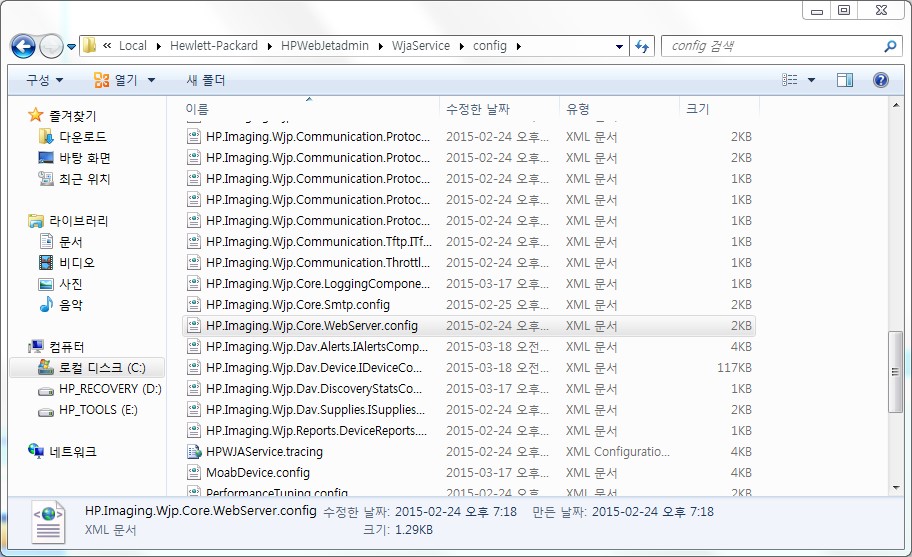 « Local ▸ Hewlett-Packard ▸ HPWebJetadmin ▸ WjaService ▸ config ▸
config 검색
구성 열기 새 폴더
이름 수정한 날짜 유형 크기
즐겨찾기
다운로드
바탕 화면
최근 위치
라이브러리
문서
비디오
사진
음악
컴퓨터
로컬 디스크 (C:)
HP_RECOVERY (D:)
HP_TOOLS (E:)
네트워크
HP.Imaging.Wjp.Communication.Protoc... 2015-02-24 오후... XML 문서 2KB
HP.Imaging.Wjp.Communication.Protoc... 2015-02-24 오후... XML 문서 2KB
HP.Imaging.Wjp.Communication.Protoc... 2015-02-24 오후... XML 문서 1KB
HP.Imaging.Wjp.Communication.Protoc... 2015-02-24 오후... XML 문서 1KB
HP.Imaging.Wjp.Communication.Protoc... 2015-02-24 오후... XML 문서 1KB
HP.Imaging.Wjp.Communication.Tftp.ITf... 2015-02-24 오후... XML 문서 1KB
HP.Imaging.Wjp.Communication.Throttl... 2015-02-24 오후... XML 문서 1KB
HP.Imaging.Wjp.Core.LoggingCompone... 2015-03-17 오후... XML 문서 1KB
HP.Imaging.Wjp.Core.Smtp.config 2015-02-25 오후... XML 문서 2KB
HP.Imaging.Wjp.Core.WebServer.config 2015-02-24 오후... XML 문서 2KB
HP.Imaging.Wjp.Dav.Alerts.IAlertsComp... 2015-03-18 오전... XML 문서 4KB
HP.Imaging.Wjp.Dav.Device.IDeviceCo... 2015-03-18 오전... XML 문서 117KB
HP.Imaging.Wjp.Dav.DiscoveryStatsCo... 2015-03-17 오후... XML 문서 1KB
HP.Imaging.Wjp.Dav.Supplies.ISupplies... 2015-02-24 오후... XML 문서 2KB
HP.Imaging.Wjp.Reports.DeviceReports.... 2015-02-24 오후... XML 문서 1KB
HPWJAService.tracing 2015-02-24 오후... XML Configuratio... 4KB
MoabDevice.config 2015-03-17 오후... XML 문서 4KB
PerformanceTuning.config
HP.Imaging.Wjp.Core.WebServer.config 수정한 날짜: 2015-02-24 오후 7:18 만든 날짜: 2015-02-24 오후 7:18
XML 문서 크기: 1.29KB